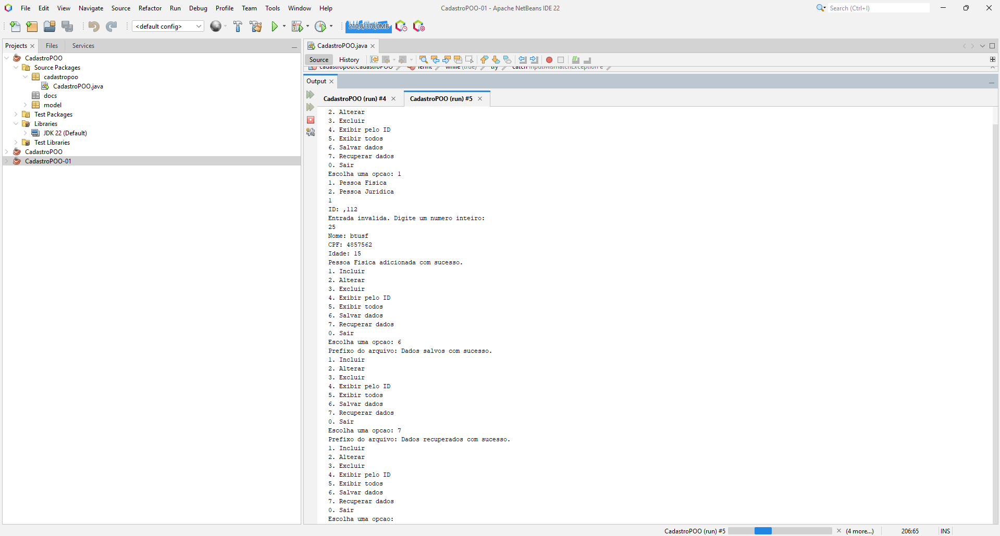 File Edit View Navigate Source Refactor Run Debug Profile Team Tools Window Help
CadastroPOO-01 - Apache NetBeans IDE 22
Search (Ctrl+I)
<default config>
210,8/378,0MB
Projects Files Services
CadastroPOO
Source Packages
cadastropoo
CadastroPOO.java
docs
model
Test Packages
Libraries
JDK 22 (Default)
Test Libraries
CadastroPOO
CadastroPOO-01
CadastroPOO.java
Source History
cadastropoo.CadastroPOO lerInt while (true) try catch InputMismatchException e
Output
CadastroPOO (run) #4 CadastroPOO (run) #5
2. Alterar
3. Excluir
4. Exibir pelo ID
5. Exibir todos
6. Salvar dados
7. Recuperar dados
0. Sair
Escolha uma opcao: 1
1. Pessoa Fisica
2. Pessoa Juridica
1
ID: ,112
Entrada invalida. Digite um numero inteiro:
25
Nome: btusf
CPF: 4857562
Idade: 15
Pessoa Fisica adicionada com sucesso.
1. Incluir
2. Alterar
3. Excluir
4. Exibir pelo ID
5. Exibir todos
6. Salvar dados
7. Recuperar dados
0. Sair
Escolha uma opcao: 6
Prefixo do arquivo: Dados salvos com sucesso.
1. Incluir
2. Alterar
3. Excluir
4. Exibir pelo ID
5. Exibir todos
6. Salvar dados
7. Recuperar dados
0. Sair
Escolha uma opcao: 7
Prefixo do arquivo: Dados recuperados com sucesso.
1. Incluir
2. Alterar
3. Excluir
4. Exibir pelo ID
5. Exibir todos
6. Salvar dados
7. Recuperar dados
0. Sair
Escolha uma opcao:
CadastroPOO (run) #5
(4 more...)
206:65
INS